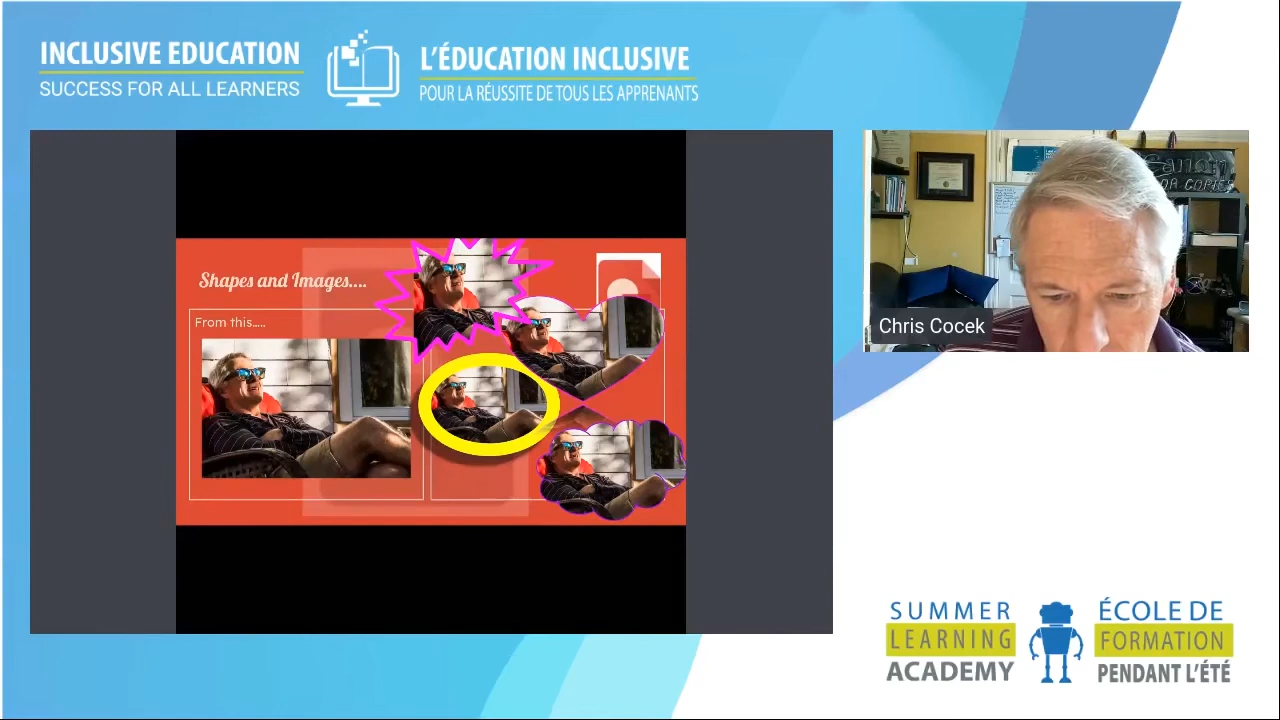 INCLUSIVE EDUCATION
SUCCESS FOR ALL LEARNERS
L'ÉDUCATION INCLUSIVE
POUR LA RÉUSSITE DE TOUS LES APPRENANTS
Shapes and Images....
From this.....
Chris Cocek
SUMMER
LEARNING
ACADEMY
ÉCOLE DE
FORMATION
PENDANT L'ÉTÉ